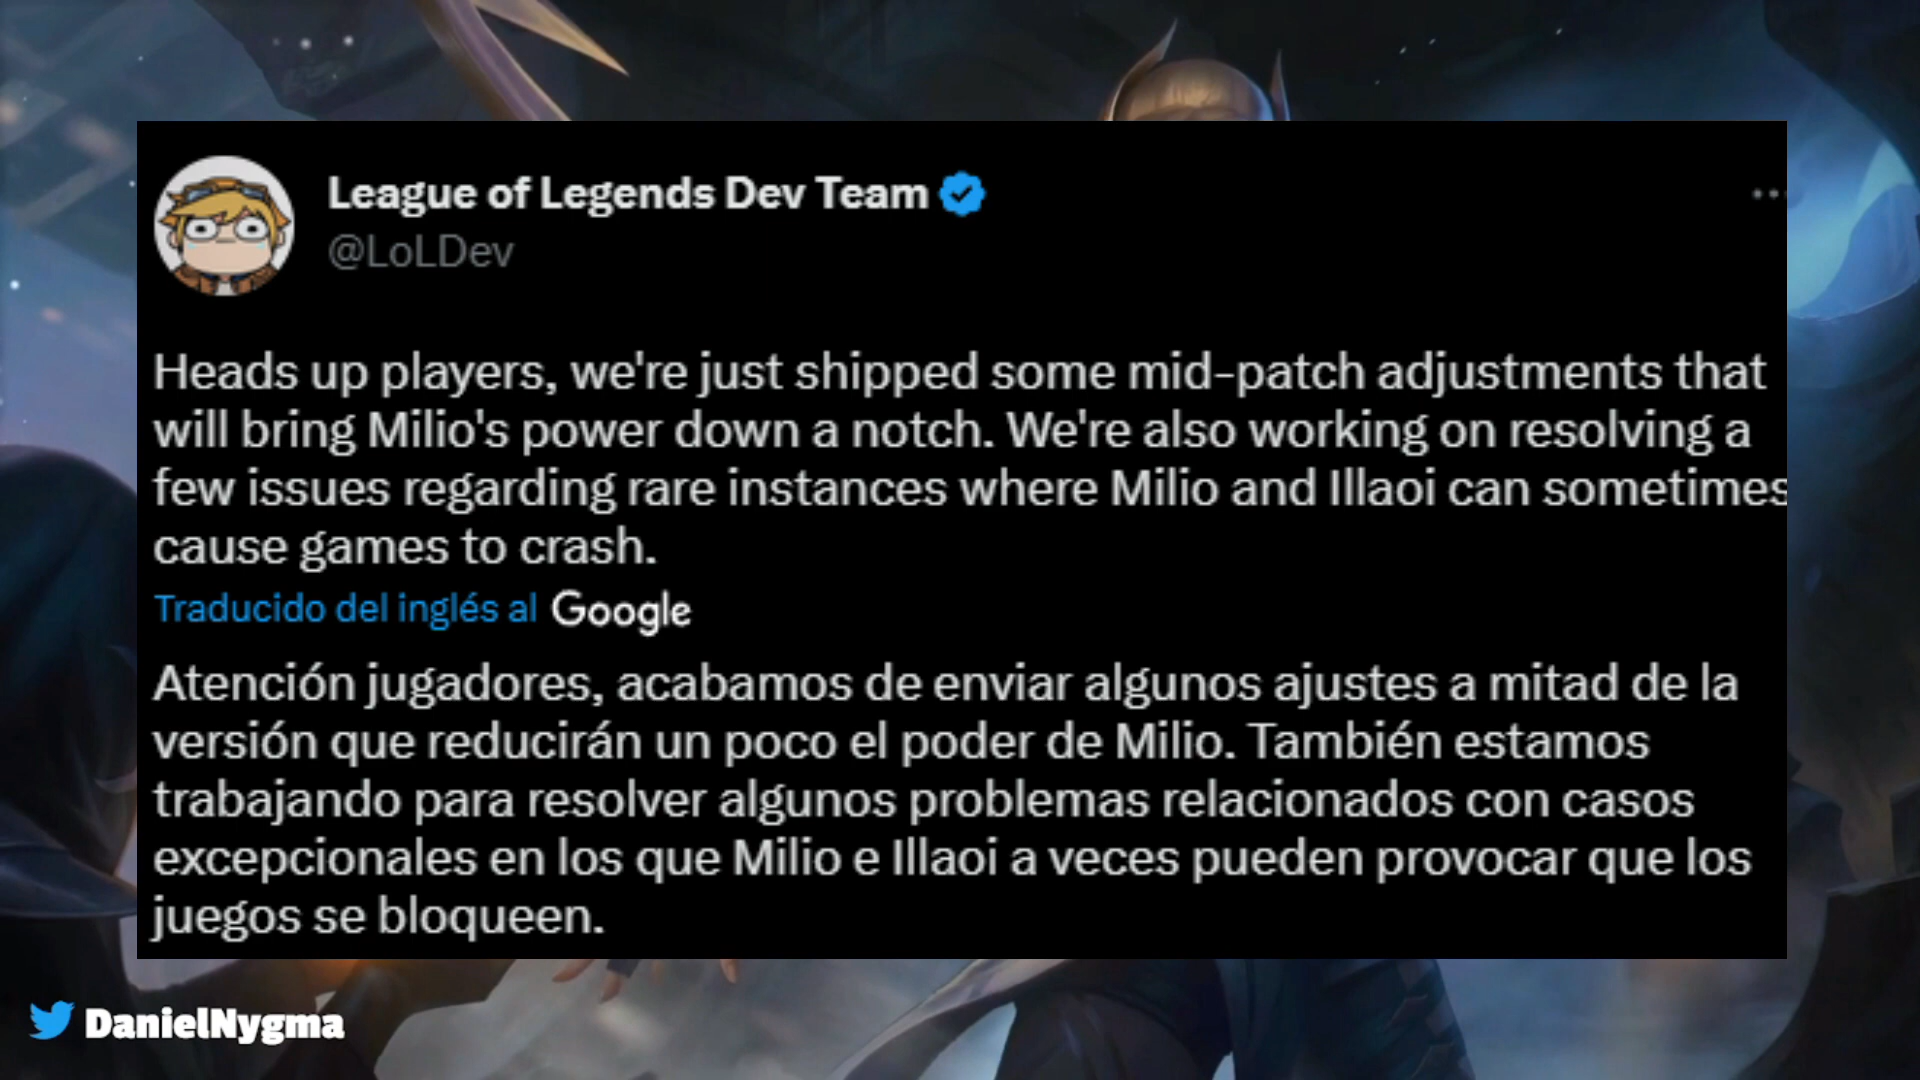 League of Legends Dev Team
@LoLDev
Heads up players, we're just shipped some mid-patch adjustments that
will bring Milio's power down a notch. We're also working on resolving a
few issues regarding rare instances where Milio and Illaoi can sometimes
cause games to crash.
Traducido del inglés al Google
Atención jugadores, acabamos de enviar algunos ajustes a mitad de la
versión que reducirán un poco el poder de Milio. También estamos
trabajando para resolver algunos problemas relacionados con casos
excepcionales en los que Milio e Illaoi a veces pueden provocar que los
juegos se bloqueen.
DanielNygma